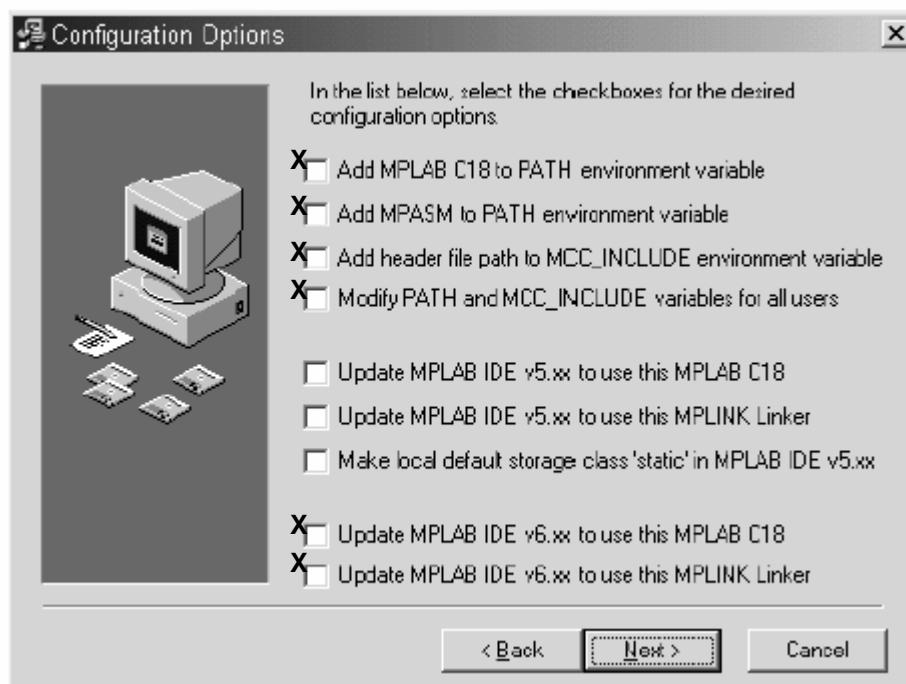 Configuration Options
In the list below, select the checkboxes for the desired
configuration options.
X Add MPLAB C18 to PATH environment variable
X Add MPASM to PATH environment variable
X Add header file path to MCC_INCLUDE environment variable
X Modify PATH and MCC_INCLUDE variables for all users
Update MPLAB IDE v5.xx to use this MPLAB C18
Update MPLAB IDE v5.xx to use this MPLINK Linker
Make local default storage class 'static' in MPLAB IDE v5.xx
X Update MPLAB IDE v6.xx to use this MPLAB C18
X Update MPLAB IDE v6.xx to use this MPLINK Linker
< Back Next > Cancel